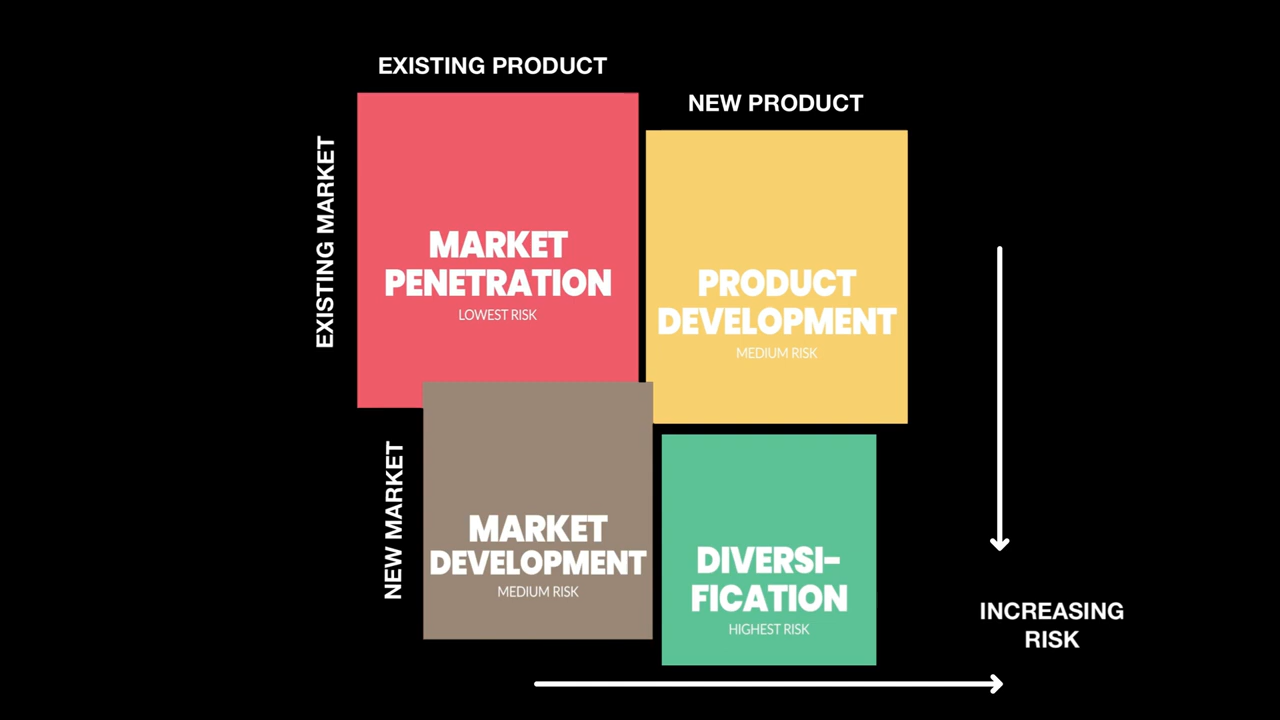 EXISTING PRODUCT
NEW PRODUCT
EXISTING MARKET
MARKET
PENETRATION
LOWEST RISK
PRODUCT
DEVELOPMENT
MEDIUM RISK
NEW MARKET
MARKET
DEVELOPMENT
MEDIUM RISK
DIVERSI-
FICATION
HIGHEST RISK
INCREASING
RISK